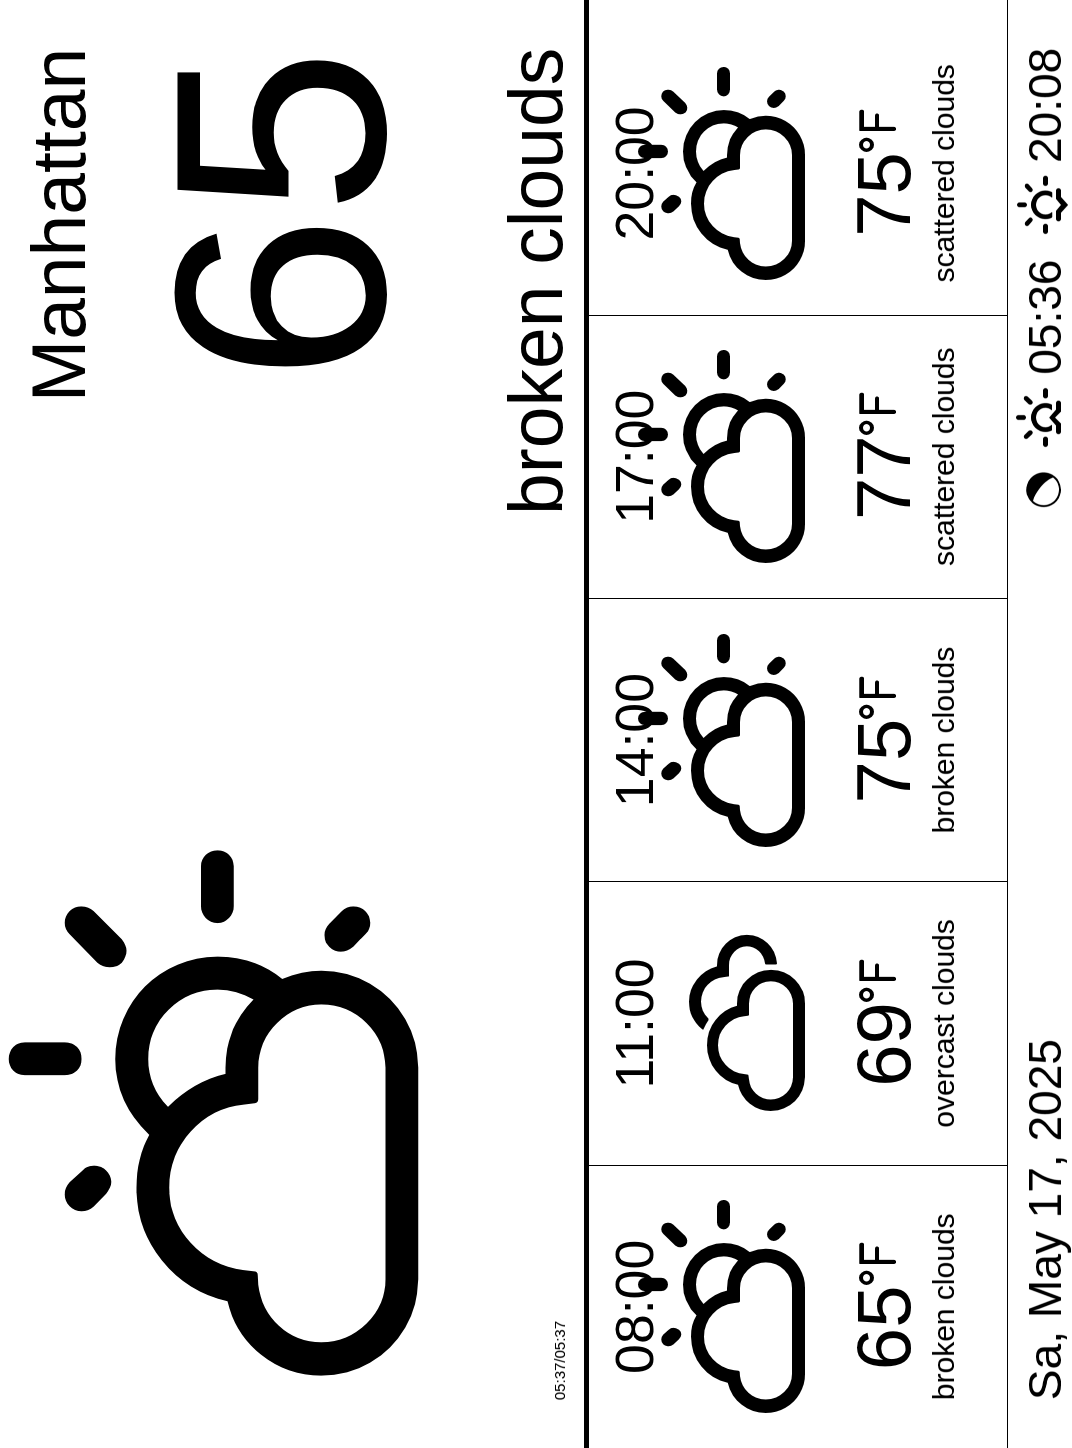 Manhattan
65
broken clouds
05:37/05:37
08:00
65°F
broken clouds
11:00
69°F
overcast clouds
14:00
75°F
broken clouds
17:00
77°F
scattered clouds
20:00
75°F
scattered clouds
Sa, May 17, 2025
05:36
20:08